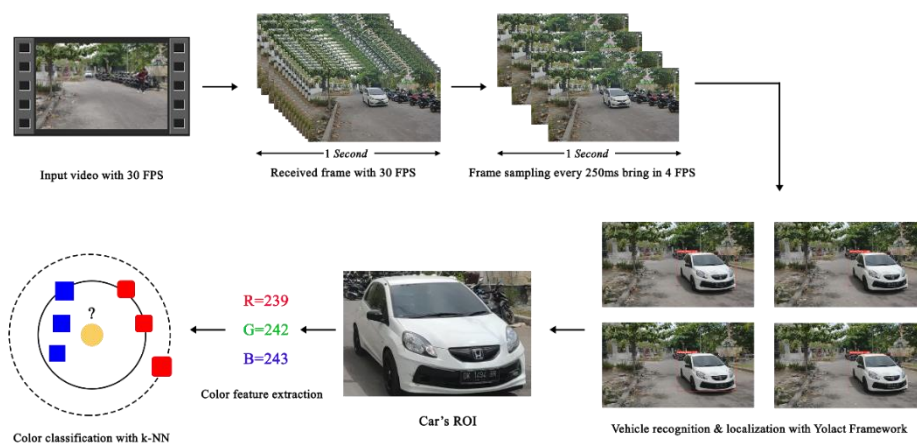 1 Second
1 Second
Input video with 30 FPS
Received frame with 30 FPS
Frame sampling every 250ms bring in 4 FPS
R=239
G=242
B=243
?
Color feature extraction
Car's ROI
Vehicle recognition & localization with Yolact Framework
Color classification with k-NN